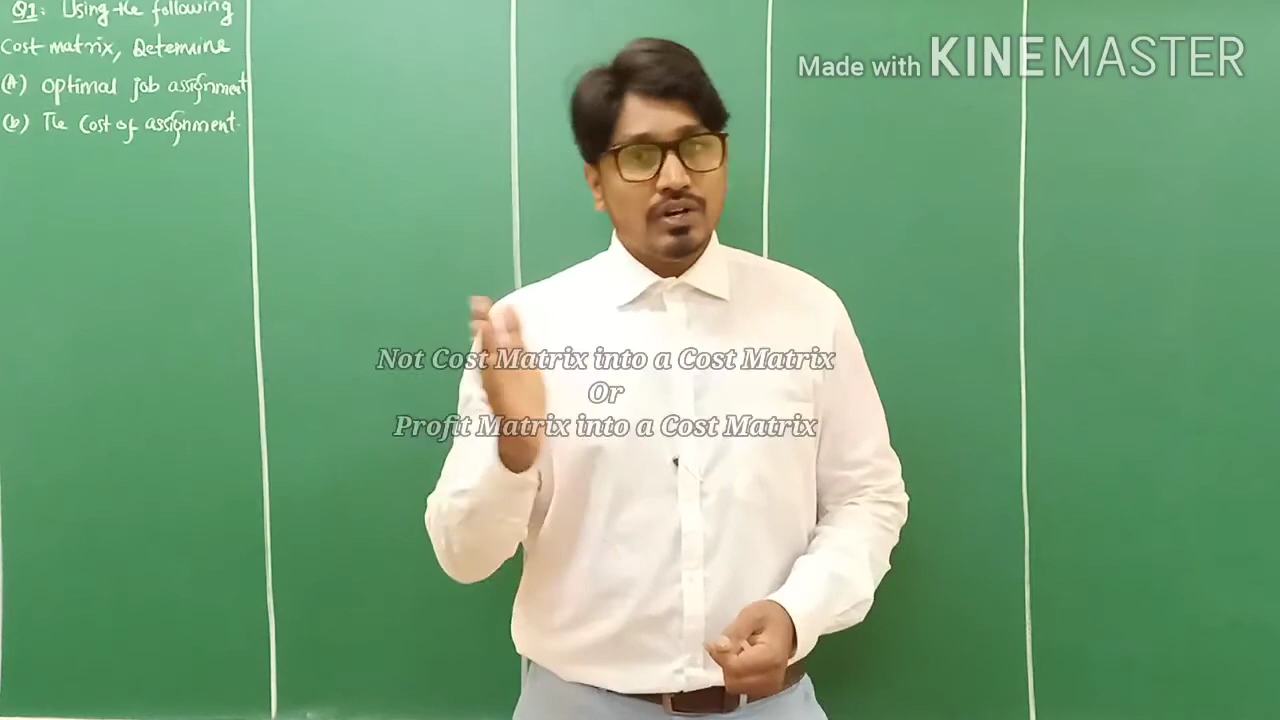 Q1: Using the following
Cost matrix, Determine
(A) optimal job assignment
(b) The Cost of assignment.
Made with KINEMASTER
Not Cost Matrix into a Cost Matrix
Or
Profit Matrix into a Cost Matrix